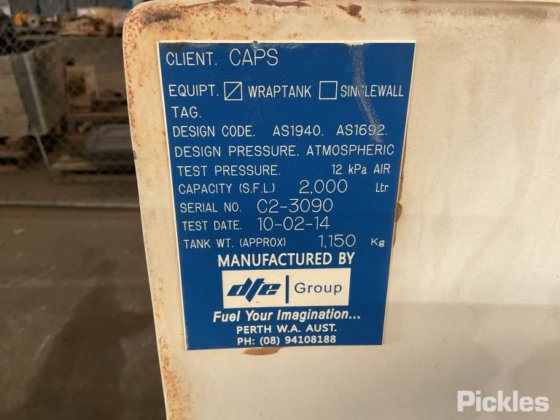 CLIENT. CAPS
EQUIPT. WRAPTANK SINGLEWALL
TAG.
DESIGN CODE. AS1940. AS1692.
DESIGN PRESSURE. ATMOSPHERIC
TEST PRESSURE. 12 kPa AIR
CAPACITY (S.F.L.) 2,000 Ltr
SERIAL NO. C2-3090
TEST DATE. 10-02-14
TANK WT. (APPROX) 1,150 Kg
MANUFACTURED BY
dfe Group
Fuel Your Imagination...
PERTH W.A. AUST.
PH: (08) 94108188
Pickles